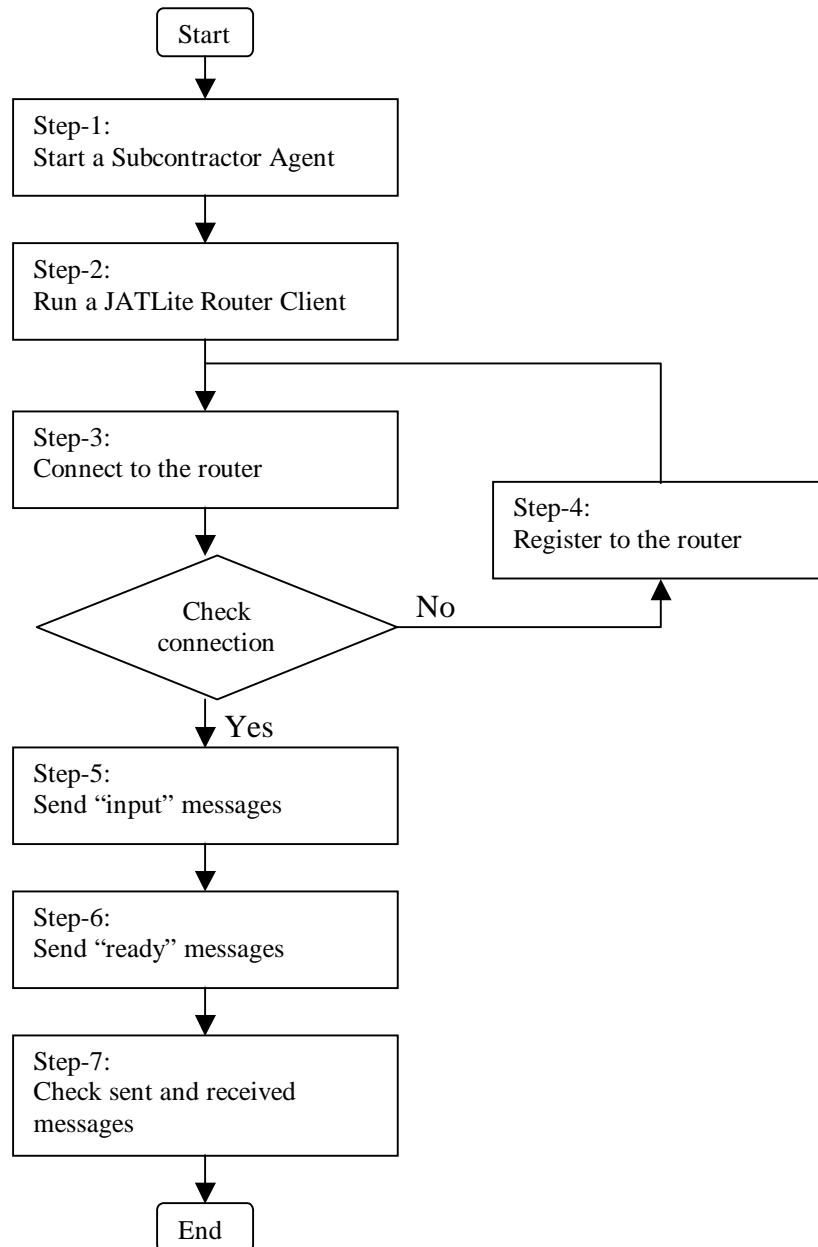 Start
Step-1:
Start a Subcontractor Agent
Step-2:
Run a JATLite Router Client
Step-3:
Connect to the router
Step-4:
Register to the router
Check
connection
No
Yes
Step-5:
Send “input” messages
Step-6:
Send “ready” messages
Step-7:
Check sent and received
messages
End